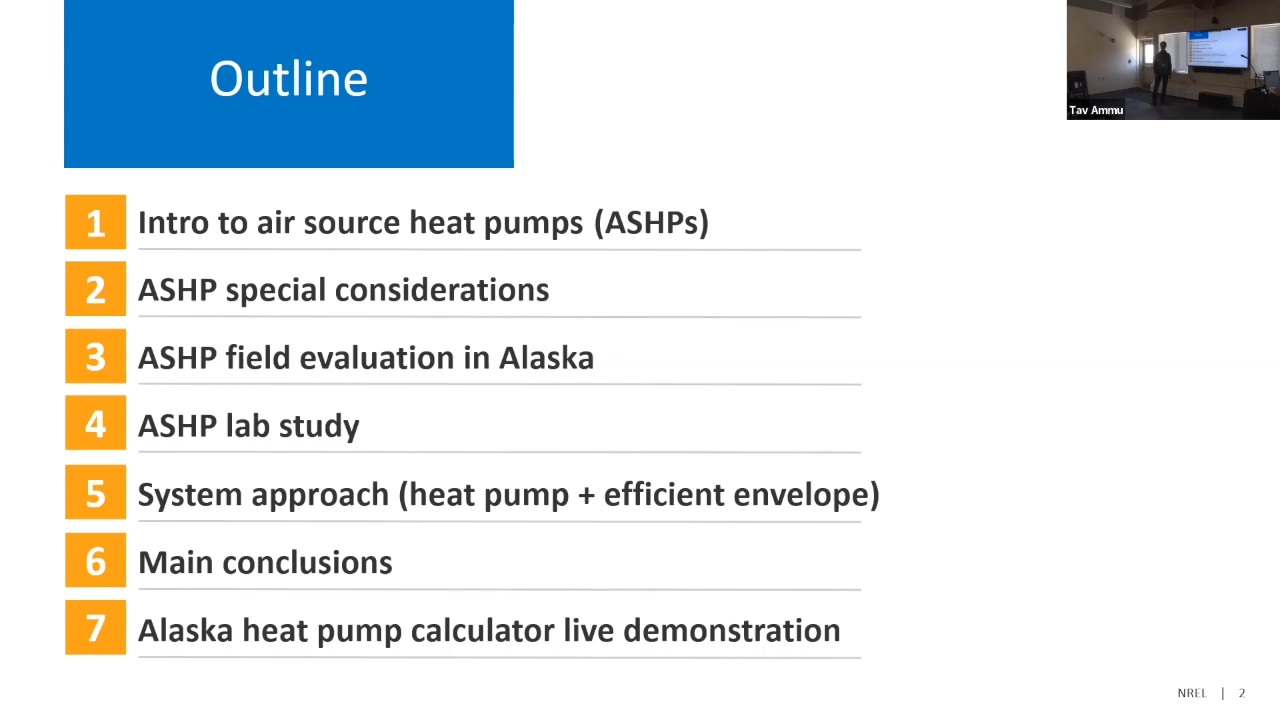 Outline
Tav Ammu
1 Intro to air source heat pumps (ASHPs)
2 ASHP special considerations
3 ASHP field evaluation in Alaska
4 ASHP lab study
5 System approach (heat pump + efficient envelope)
6 Main conclusions
7 Alaska heat pump calculator live demonstration
NREL | 2